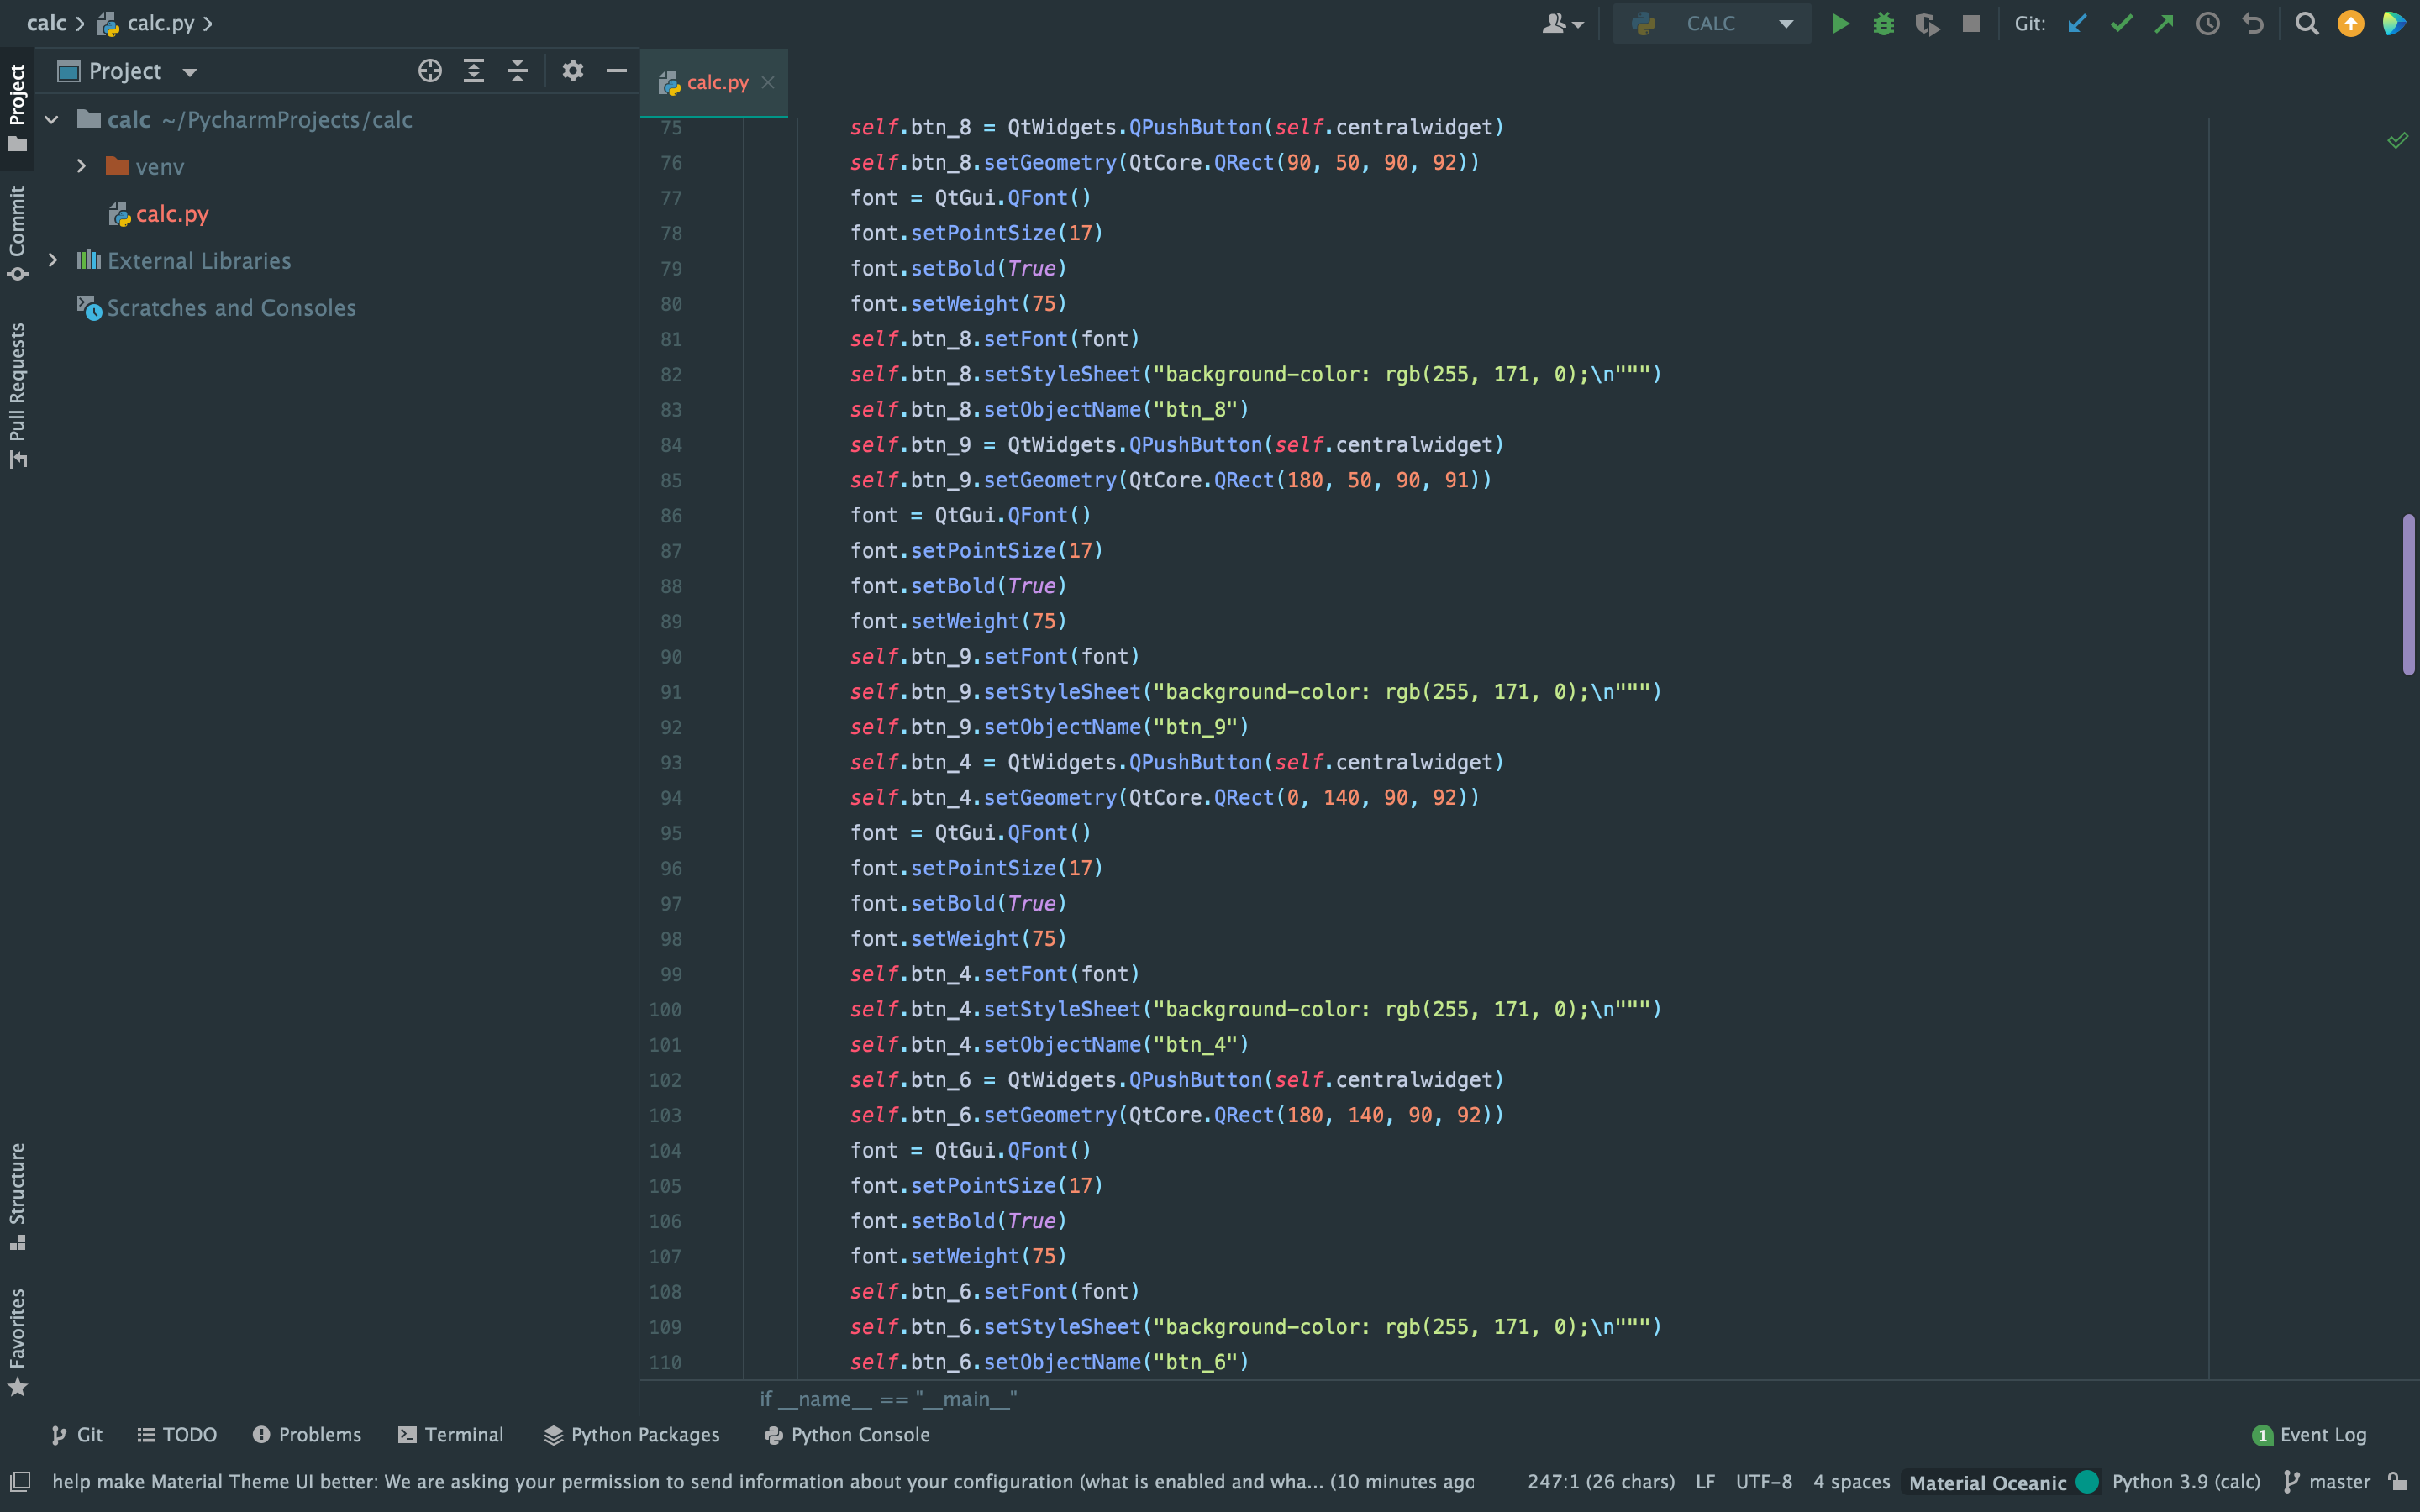 calc
calc.py
CALC
Git:
Project
calc.py
Project
Commit
Pull Requests
Structure
Favorites
calc ~/PycharmProjects/calc
venv
calc.py
External Libraries
Scratches and Consoles
75 self.btn_8 = QtWidgets.QPushButton(self.centralwidget)
76 self.btn_8.setGeometry(QtCore.QRect(90, 50, 90, 92))
77 font = QtGui.QFont()
78 font.setPointSize(17)
79 font.setBold(True)
80 font.setWeight(75)
81 self.btn_8.setFont(font)
82 self.btn_8.setStyleSheet("background-color: rgb(255, 171, 0);\n""")
83 self.btn_8.setObjectName("btn_8")
84 self.btn_9 = QtWidgets.QPushButton(self.centralwidget)
85 self.btn_9.setGeometry(QtCore.QRect(180, 50, 90, 91))
86 font = QtGui.QFont()
87 font.setPointSize(17)
88 font.setBold(True)
89 font.setWeight(75)
90 self.btn_9.setFont(font)
91 self.btn_9.setStyleSheet("background-color: rgb(255, 171, 0);\n""")
92 self.btn_9.setObjectName("btn_9")
93 self.btn_4 = QtWidgets.QPushButton(self.centralwidget)
94 self.btn_4.setGeometry(QtCore.QRect(0, 140, 90, 92))
95 font = QtGui.QFont()
96 font.setPointSize(17)
97 font.setBold(True)
98 font.setWeight(75)
99 self.btn_4.setFont(font)
100 self.btn_4.setStyleSheet("background-color: rgb(255, 171, 0);\n""")
101 self.btn_4.setObjectName("btn_4")
102 self.btn_6 = QtWidgets.QPushButton(self.centralwidget)
103 self.btn_6.setGeometry(QtCore.QRect(180, 140, 90, 92))
104 font = QtGui.QFont()
105 font.setPointSize(17)
106 font.setBold(True)
107 font.setWeight(75)
108 self.btn_6.setFont(font)
109 self.btn_6.setStyleSheet("background-color: rgb(255, 171, 0);\n""")
110 self.btn_6.setObjectName("btn_6")
if __name__ == "__main__"
Git TODO Problems Terminal Python Packages Python Console 1 Event Log
help make Material Theme UI better: We are asking your permission to send information about your configuration (what is enabled and wha... (10 minutes ago 247:1 (26 chars) LF UTF-8 4 spaces Material Oceanic Python 3.9 (calc) master